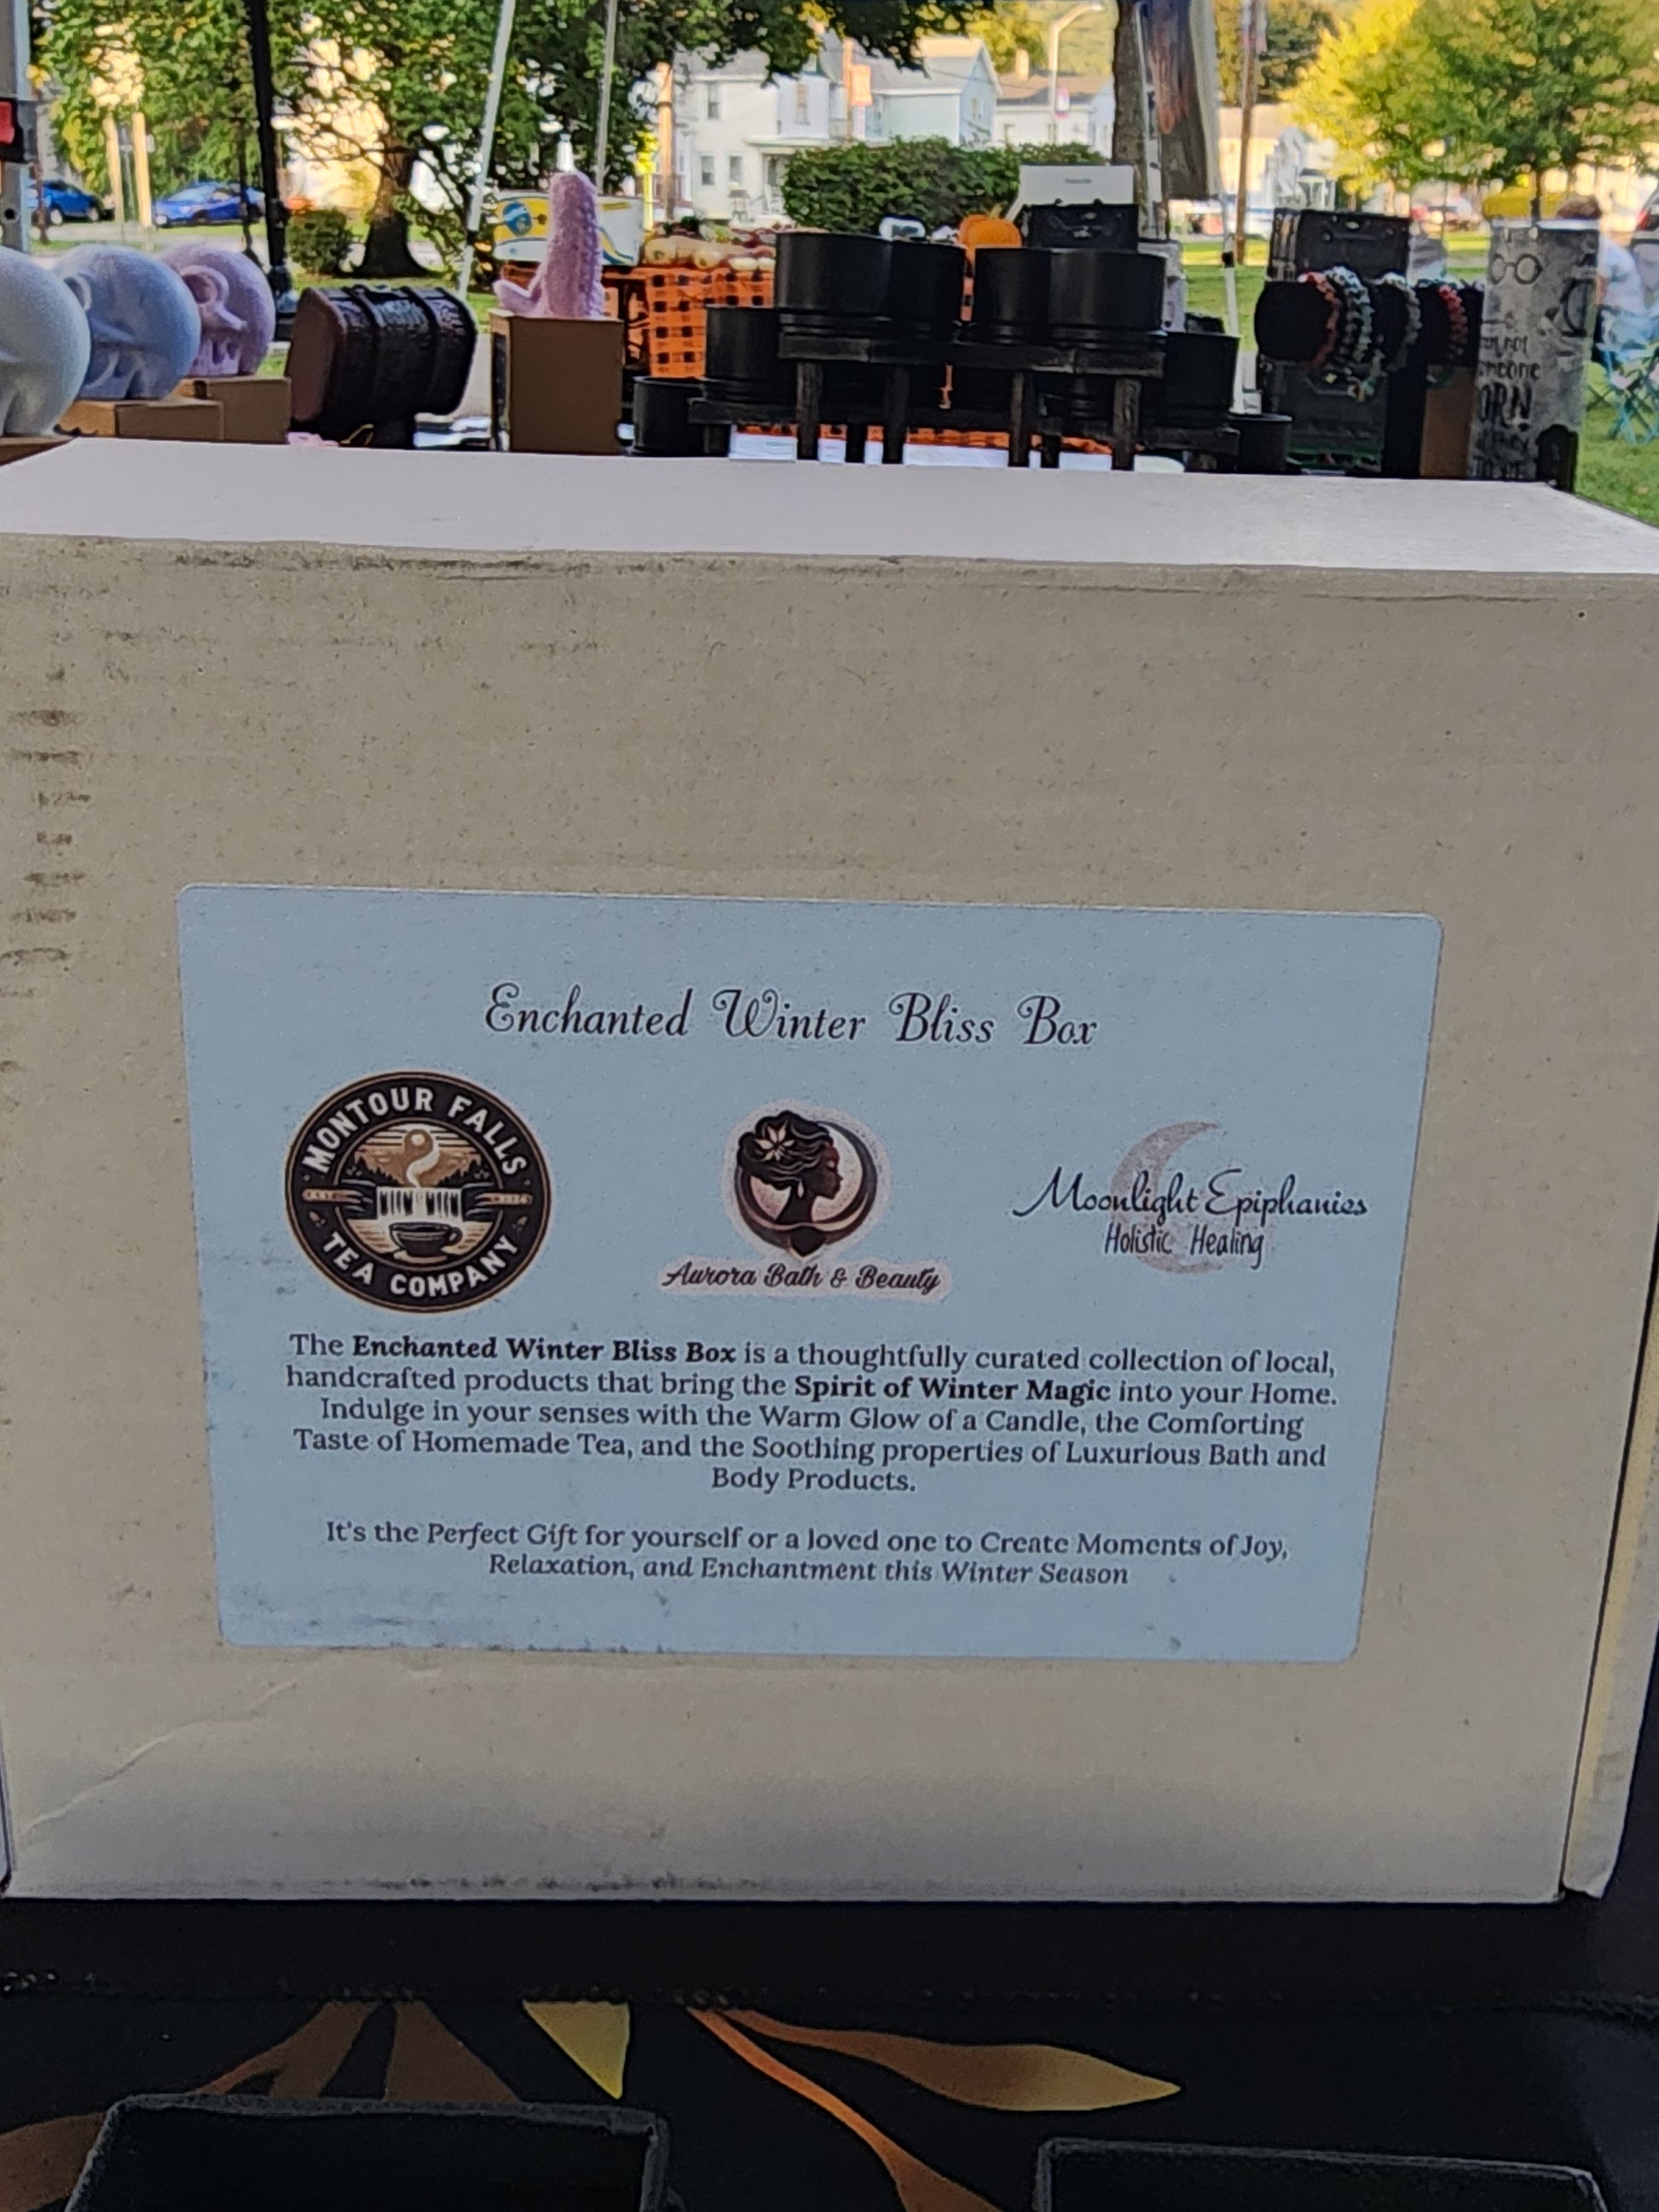 Enchanted Winter Bliss Box
MONTOUR FALLS
TEA COMPANY
Aurora Bath & Beauty
Moonlight Epiphanies
Holistic Healing
The Enchanted Winter Bliss Box is a thoughtfully curated collection of local,
handcrafted products that bring the Spirit of Winter Magic into your Home.
Indulge in your senses with the Warm Glow of a Candle, the Comforting
Taste of Homemade Tea, and the Soothing properties of Luxurious Bath and
Body Products.
It's the Perfect Gift for yourself or a loved one to Create Moments of Joy,
Relaxation, and Enchantment this Winter Season